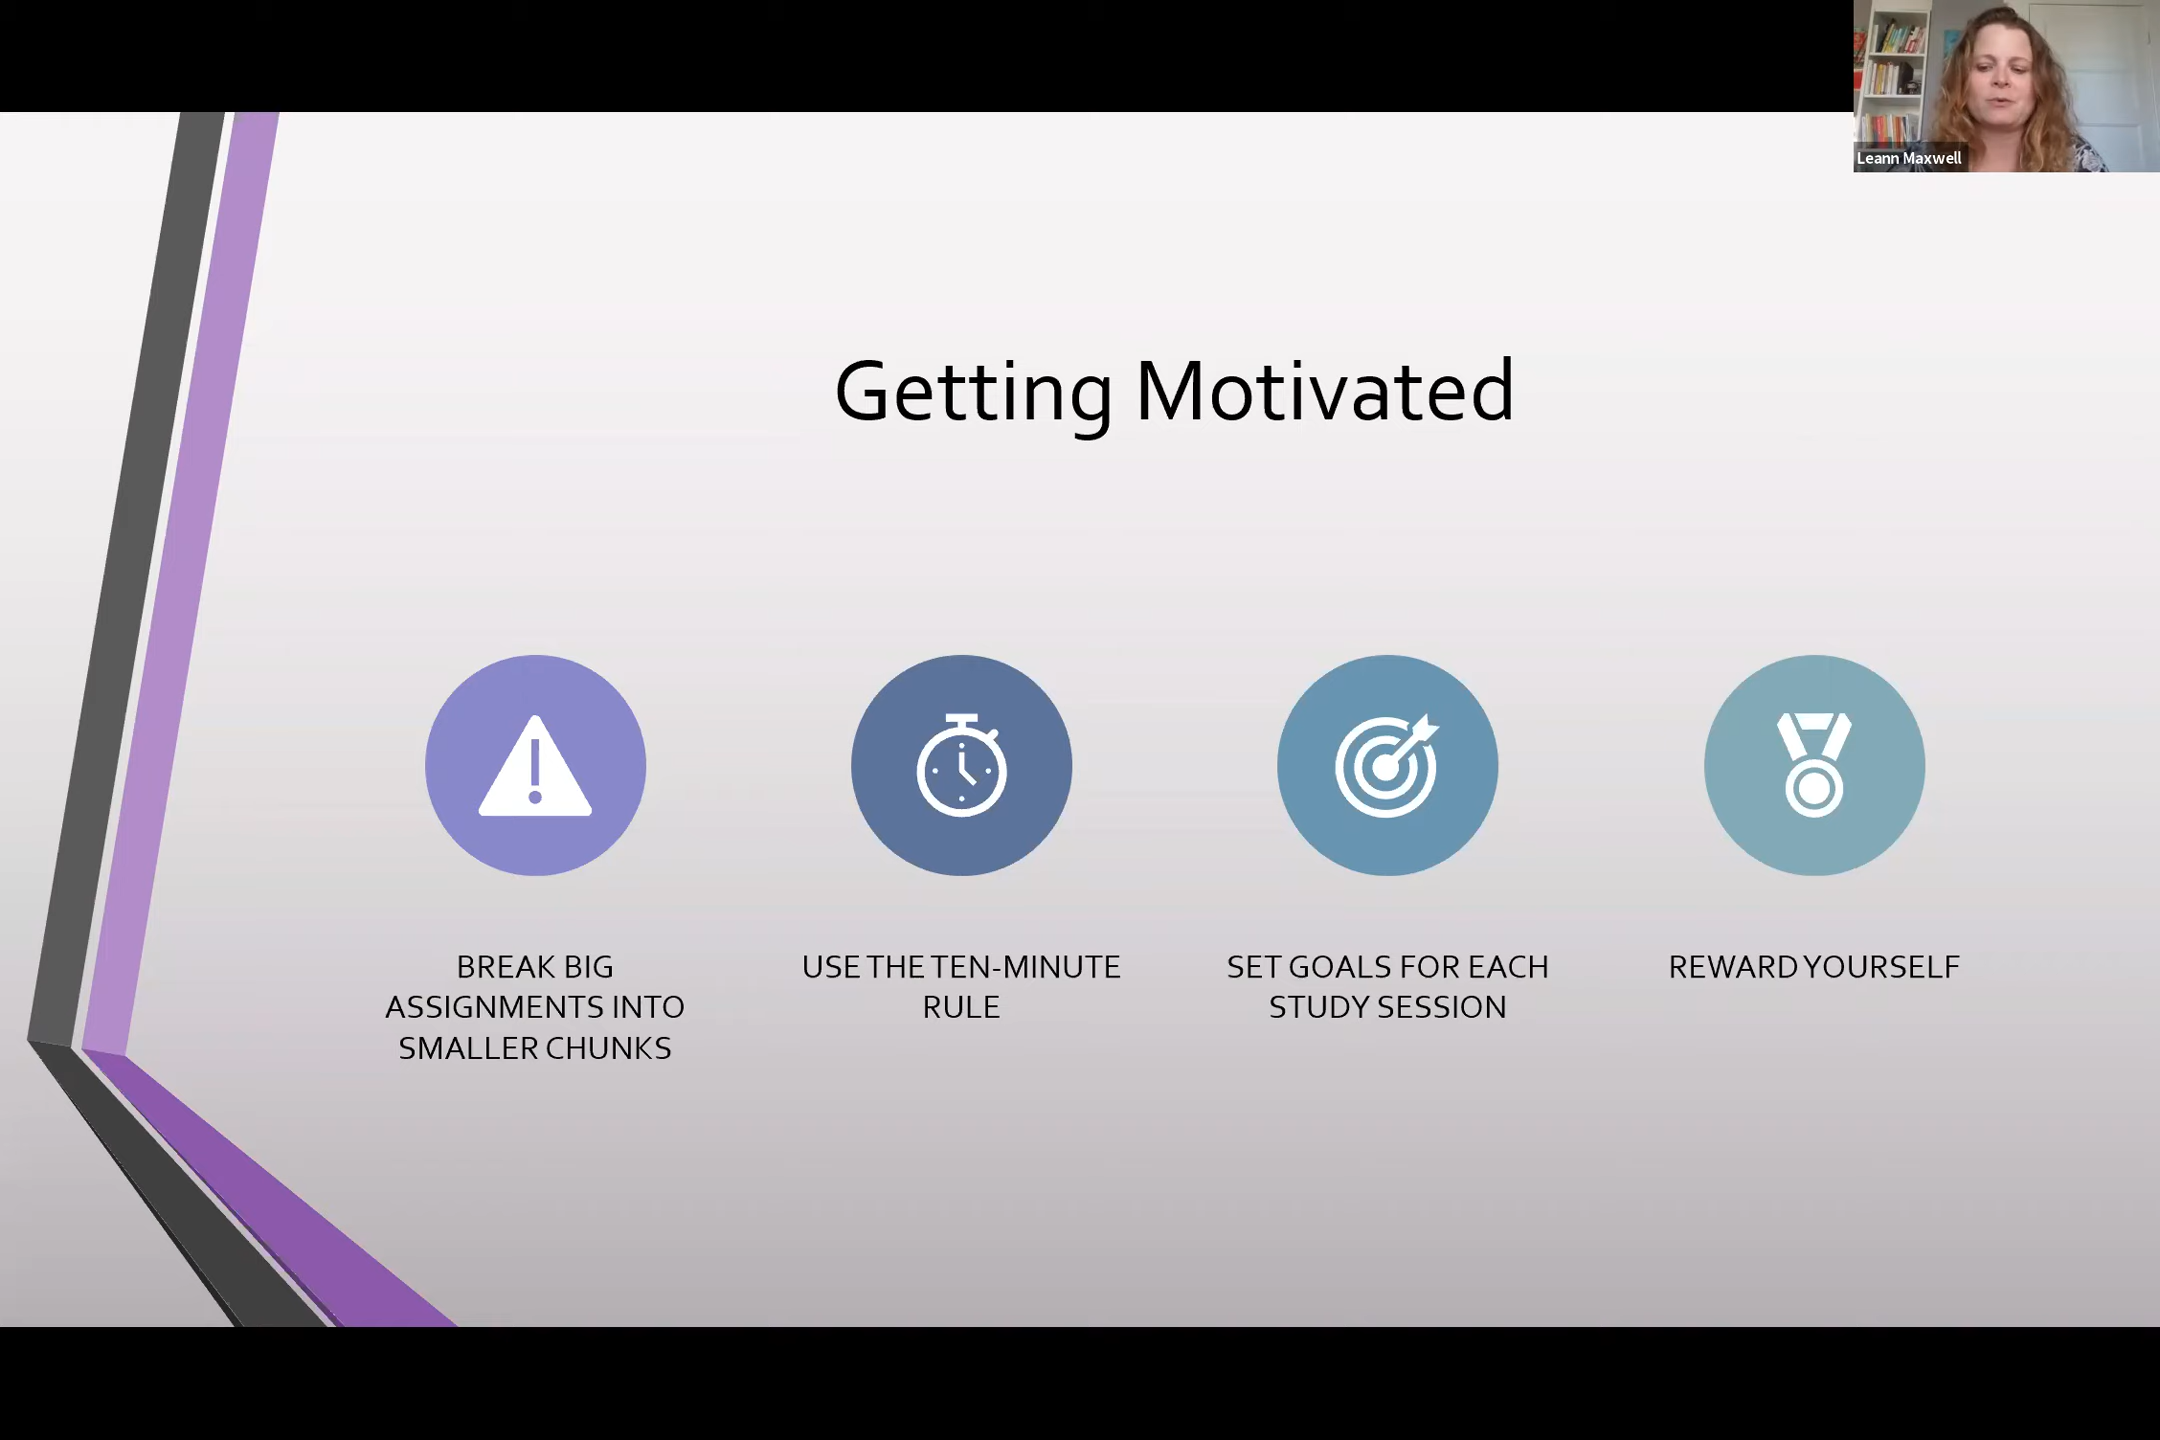 Leann Maxwell
Getting Motivated
BREAK BIG
ASSIGNMENTS INTO
SMALLER CHUNKS
USE THE TEN-MINUTE
RULE
SET GOALS FOR EACH
STUDY SESSION
REWARD YOURSELF